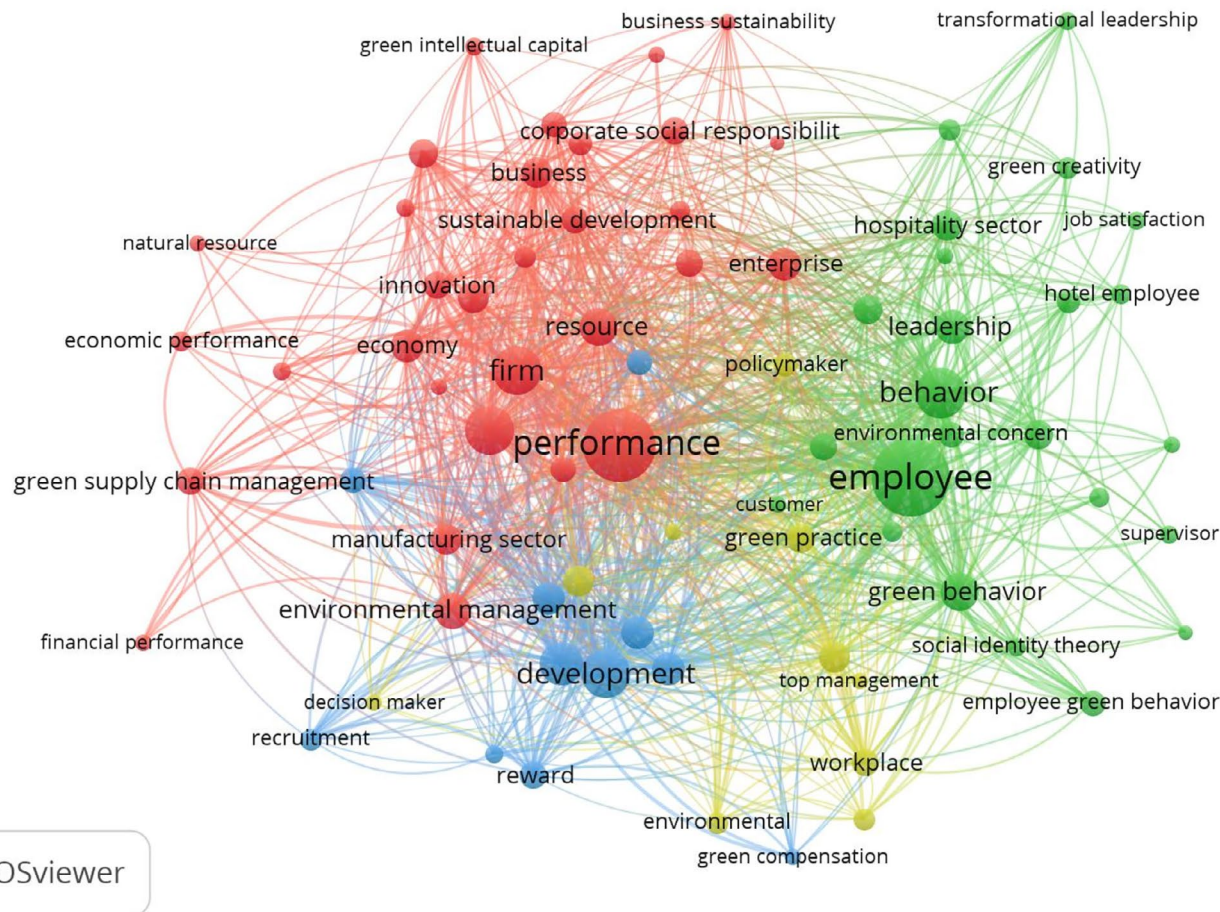 business sustainability
transformational leadership
green intellectual capital
corporate social responsibilit
green creativity
business
sustainable development
hospitality sector
job satisfaction
natural resource
enterprise
innovation
hotel employee
resource
leadership
economic performance
economy
policymaker
firm
behavior
performance
environmental concern
green supply chain management
employee
customer
manufacturing sector
green practice
supervisor
green behavior
environmental management
financial performance
social identity theory
development
top management
decision maker
employee green behavior
recruitment
workplace
reward
environmental
green compensation
OSviewer